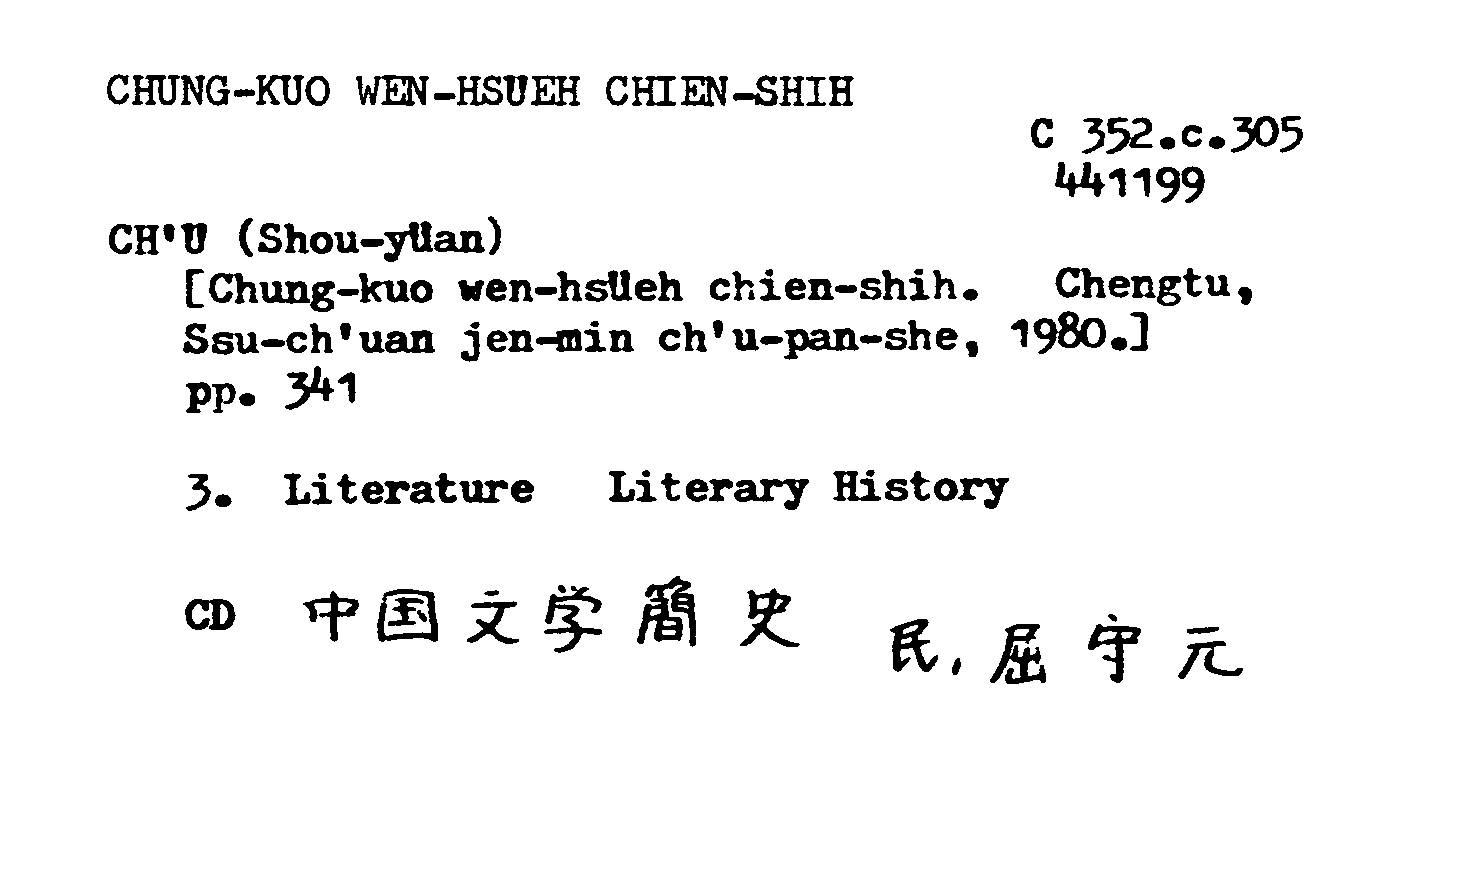 CHUNG-KUO WEN-HSÜEH CHIEN-SHIH
C 352.c.305
441199
CH'Ü (Shou-yüan)
[Chung-kuo wen-hsüeh chien-shih. Chengtu,
Ssu-ch'uan jen-min ch'u-pan-she, 1980.]
pp. 341
3. Literature Literary History
CD 中国文学簡史 民, 屈守元